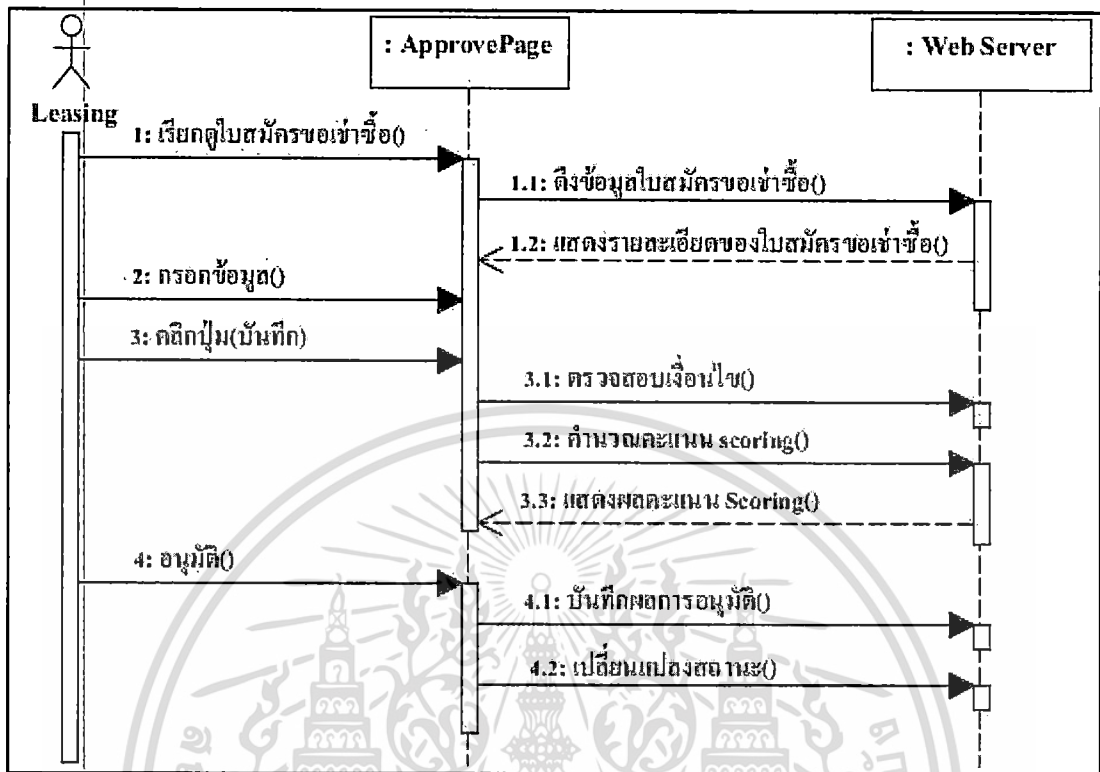 : ApprovePage
: Web Server
Leasing
1: เรียกดูใบสมัครขอเช่าซื้อ()
1.1: ดึงข้อมูลใบสมัครขอเช่าซื้อ()
1.2: แสดงรายละเอียดของใบสมัครขอเช่าซื้อ()
2: กรอกข้อมูล()
3: คลิกปุ่ม(บันทึก)
3.1: ตรวจสอบเงื่อนไข()
3.2: คำนวณคะแนน scoring()
3.3: แสดงผลคะแนน Scoring()
4: อนุมัติ()
4.1: บันทึกผลการอนุมัติ()
4.2: เปลี่ยนแปลงสถานะ()